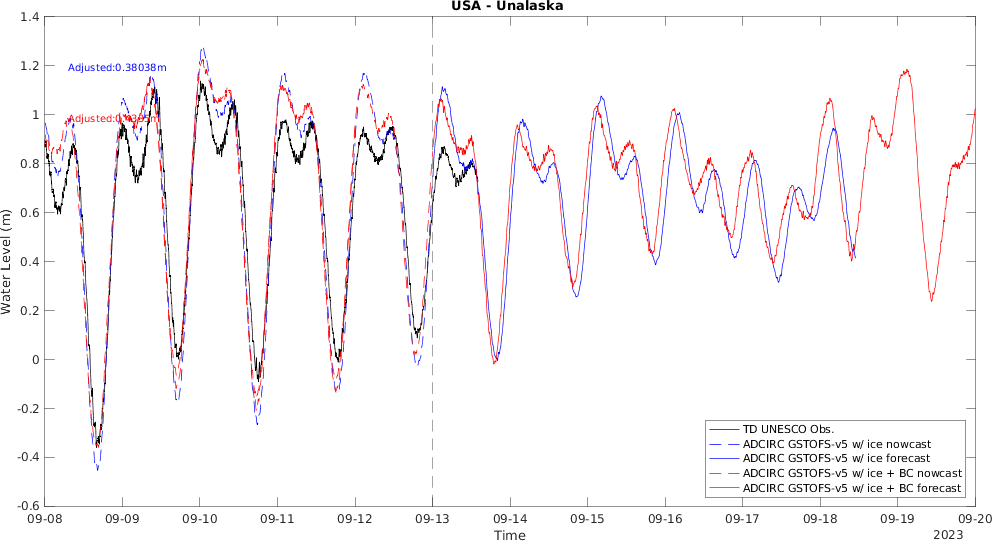 USA - Unalaska
1.4
1.2
1
0.8
0.6
0.4
0.2
0
-0.2
-0.4
-0.6
Water Level (m)
Adjusted:0.38038m
TD UNESCO Obs.
ADCIRC GSTOFS-v5 w/ ice nowcast
ADCIRC GSTOFS-v5 w/ ice forecast
ADCIRC GSTOFS-v5 w/ ice + BC nowcast
ADCIRC GSTOFS-v5 w/ ice + BC forecast
09-08 09-09 09-10 09-11 09-12 09-13 09-14 09-15 09-16 09-17 09-18 09-19 09-20
Time
2023